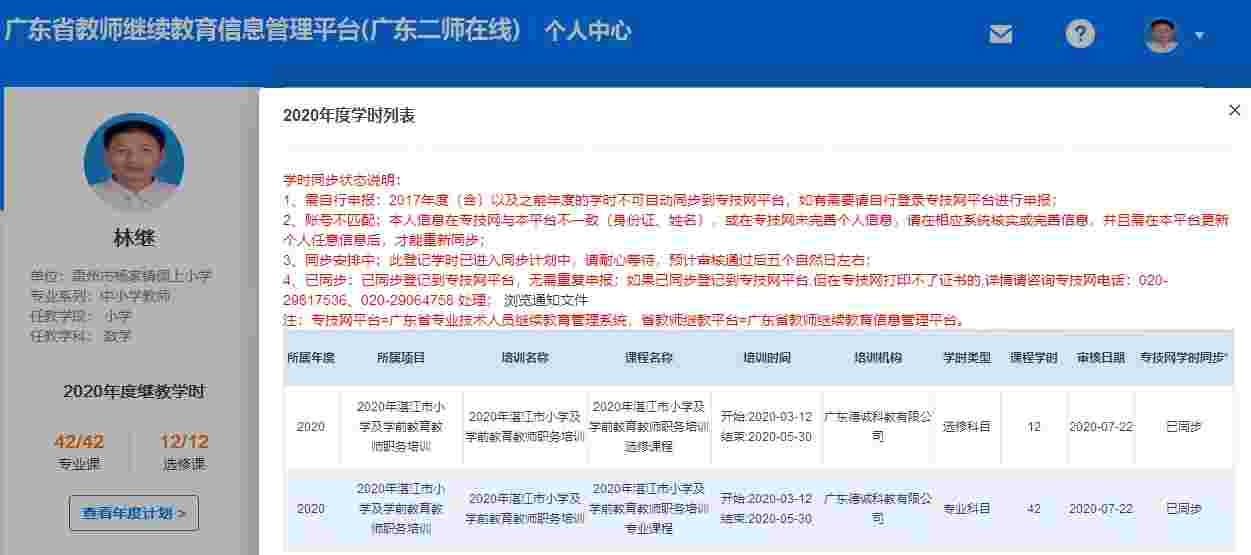 广东省教师继续教育信息管理平台(广东二师在线) 个人中心
2020年度学时列表
学时同步状态说明：
1、需自行申报：2017年度（含）以及之前年度的学时不可自动同步到专技网平台，如有需要请自行登录专技网平台进行申报；
2、账号不匹配：本人信息在专技网与本平台不一致（身份证、姓名），或在专技网未完善个人信息，请在相应系统核实或完善信息，并且需在本平台更新
个人任意信息后，才能重新同步；
3、同步安排中：此登记学时已进入同步计划中，请耐心等待，预计审核通过后五个自然日左右；
4、已同步：已同步登记到专技网平台，无需重复申报；如果已同步登记到专技网平台,但在专技网打印不了证书的,详情请咨询专技网电话：020-
29817536、020-29064758 处理； 浏览通知文件
注：专技网平台=广东省专业技术人员继续教育管理系统，省教师继教平台=广东省教师继续教育信息管理平台。
林继
单位：雷州市杨家镇御上小学
专业系列：中小学教师
任教学段： 小学
任教学科： 数学
2020年度继教学时
42/42 12/12
专业课 选修课
查看年度计划 >
所属年度 所属项目 培训名称 课程名称 培训时间 培训机构 学时类型 课程学时 审核日期 专技网学时同步*
2020年湛江市小 2020年湛江市小学及
学及学前教育教 2020年湛江市小学及 学前教育教师职务培训 开始:2020-03-12 广东德诚科教有限公
2020 选修科目 12 2020-07-22 已同步
师职务培训 学前教育教师职务培训 选修课程 结束:2020-05-30 司
2020年湛江市小 2020年湛江市小学及
学及学前教育教 2020年湛江市小学及 学前教育教师职务培训 开始:2020-03-12 广东德诚科教有限公
2020 专业科目 42 2020-07-22 已同步
师职务培训 学前教育教师职务培训 专业课程 结束:2020-05-30 司